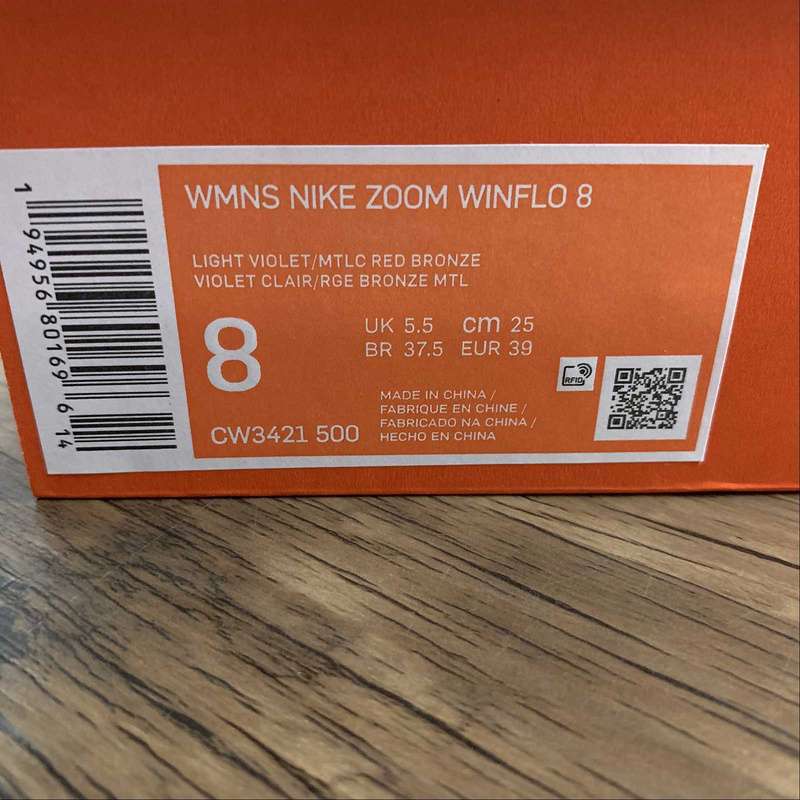 WMNS NIKE ZOOM WINFLO 8
LIGHT VIOLET/MTLC RED BRONZE
VIOLET CLAIR/RGE BRONZE MTL
8
UK 5.5 cm 25
BR 37.5 EUR 39
CW3421 500
MADE IN CHINA /
FABRIQUE EN CHINE /
FABRICADO NA CHINA /
HECHO EN CHINA
RFID
1 94956 80169 6 14